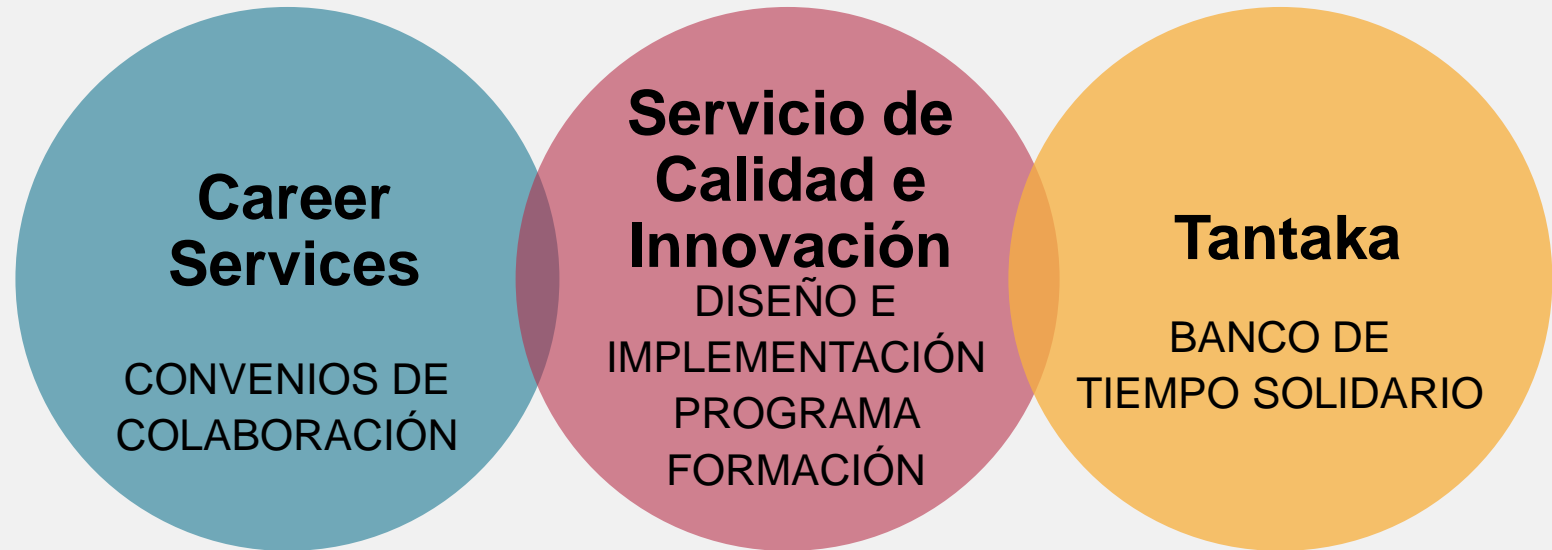 Career
Services
CONVENIOS DE
COLABORACIÓN
Servicio de
Calidad e
Innovación
DISEÑO E
IMPLEMENTACIÓN
PROGRAMA
FORMACIÓN
Tantaka
BANCO DE
TIEMPO SOLIDARIO